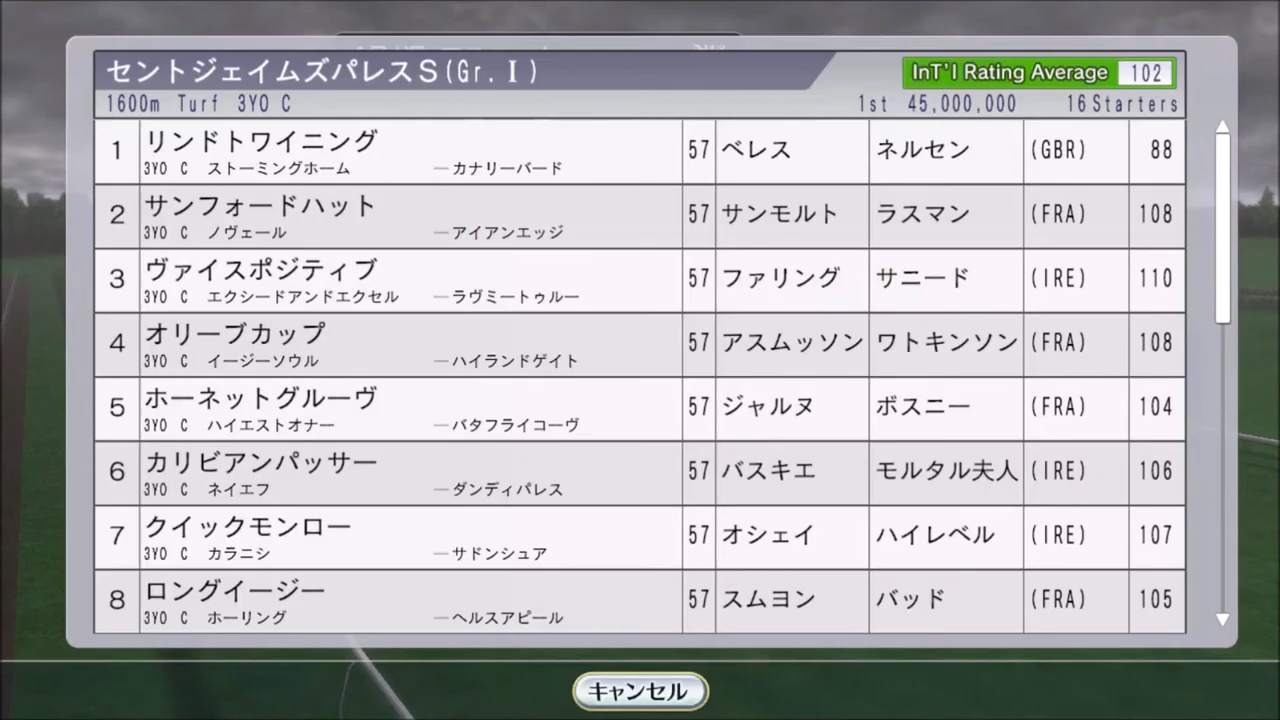 セントジェイムズパレスS(Gr.Ⅰ)
InT'l Rating Average 102
1600m Turf 3YO C 1st 45,000,000 16Starters
1 リンドトワイニング 57 ベレス ネルセン (GBR) 88
3YO C ストーミングホーム ―カナリーバード
2 サンフォードハット 57 サンモルト ラスマン (FRA) 108
3YO C ノヴェール ―アイアンエッジ
3 ヴァイスポジティブ 57 ファリング サニード (IRE) 110
3YO C エクシードアンドエクセル ―ラヴミートゥルー
4 オリーブカップ 57 アスムッソン ワトキンソン (FRA) 108
3YO C イージーソウル ―ハイランドゲイト
5 ホーネットグルーヴ 57 ジャルヌ ボスニー (FRA) 104
3YO C ハイエストオナー ―バタフライコーヴ
6 カリビアンパッサー 57 バスキエ モルタル夫人 (IRE) 106
3YO C ネイエフ ―ダンディパレス
7 クイックモンロー 57 オシェイ ハイレベル (IRE) 107
3YO C カラニシ ―サドンシュア
8 ロングイージー 57 スムヨン バッド (FRA) 105
3YO C ホーリング ―ヘルスアピール
キャンセル